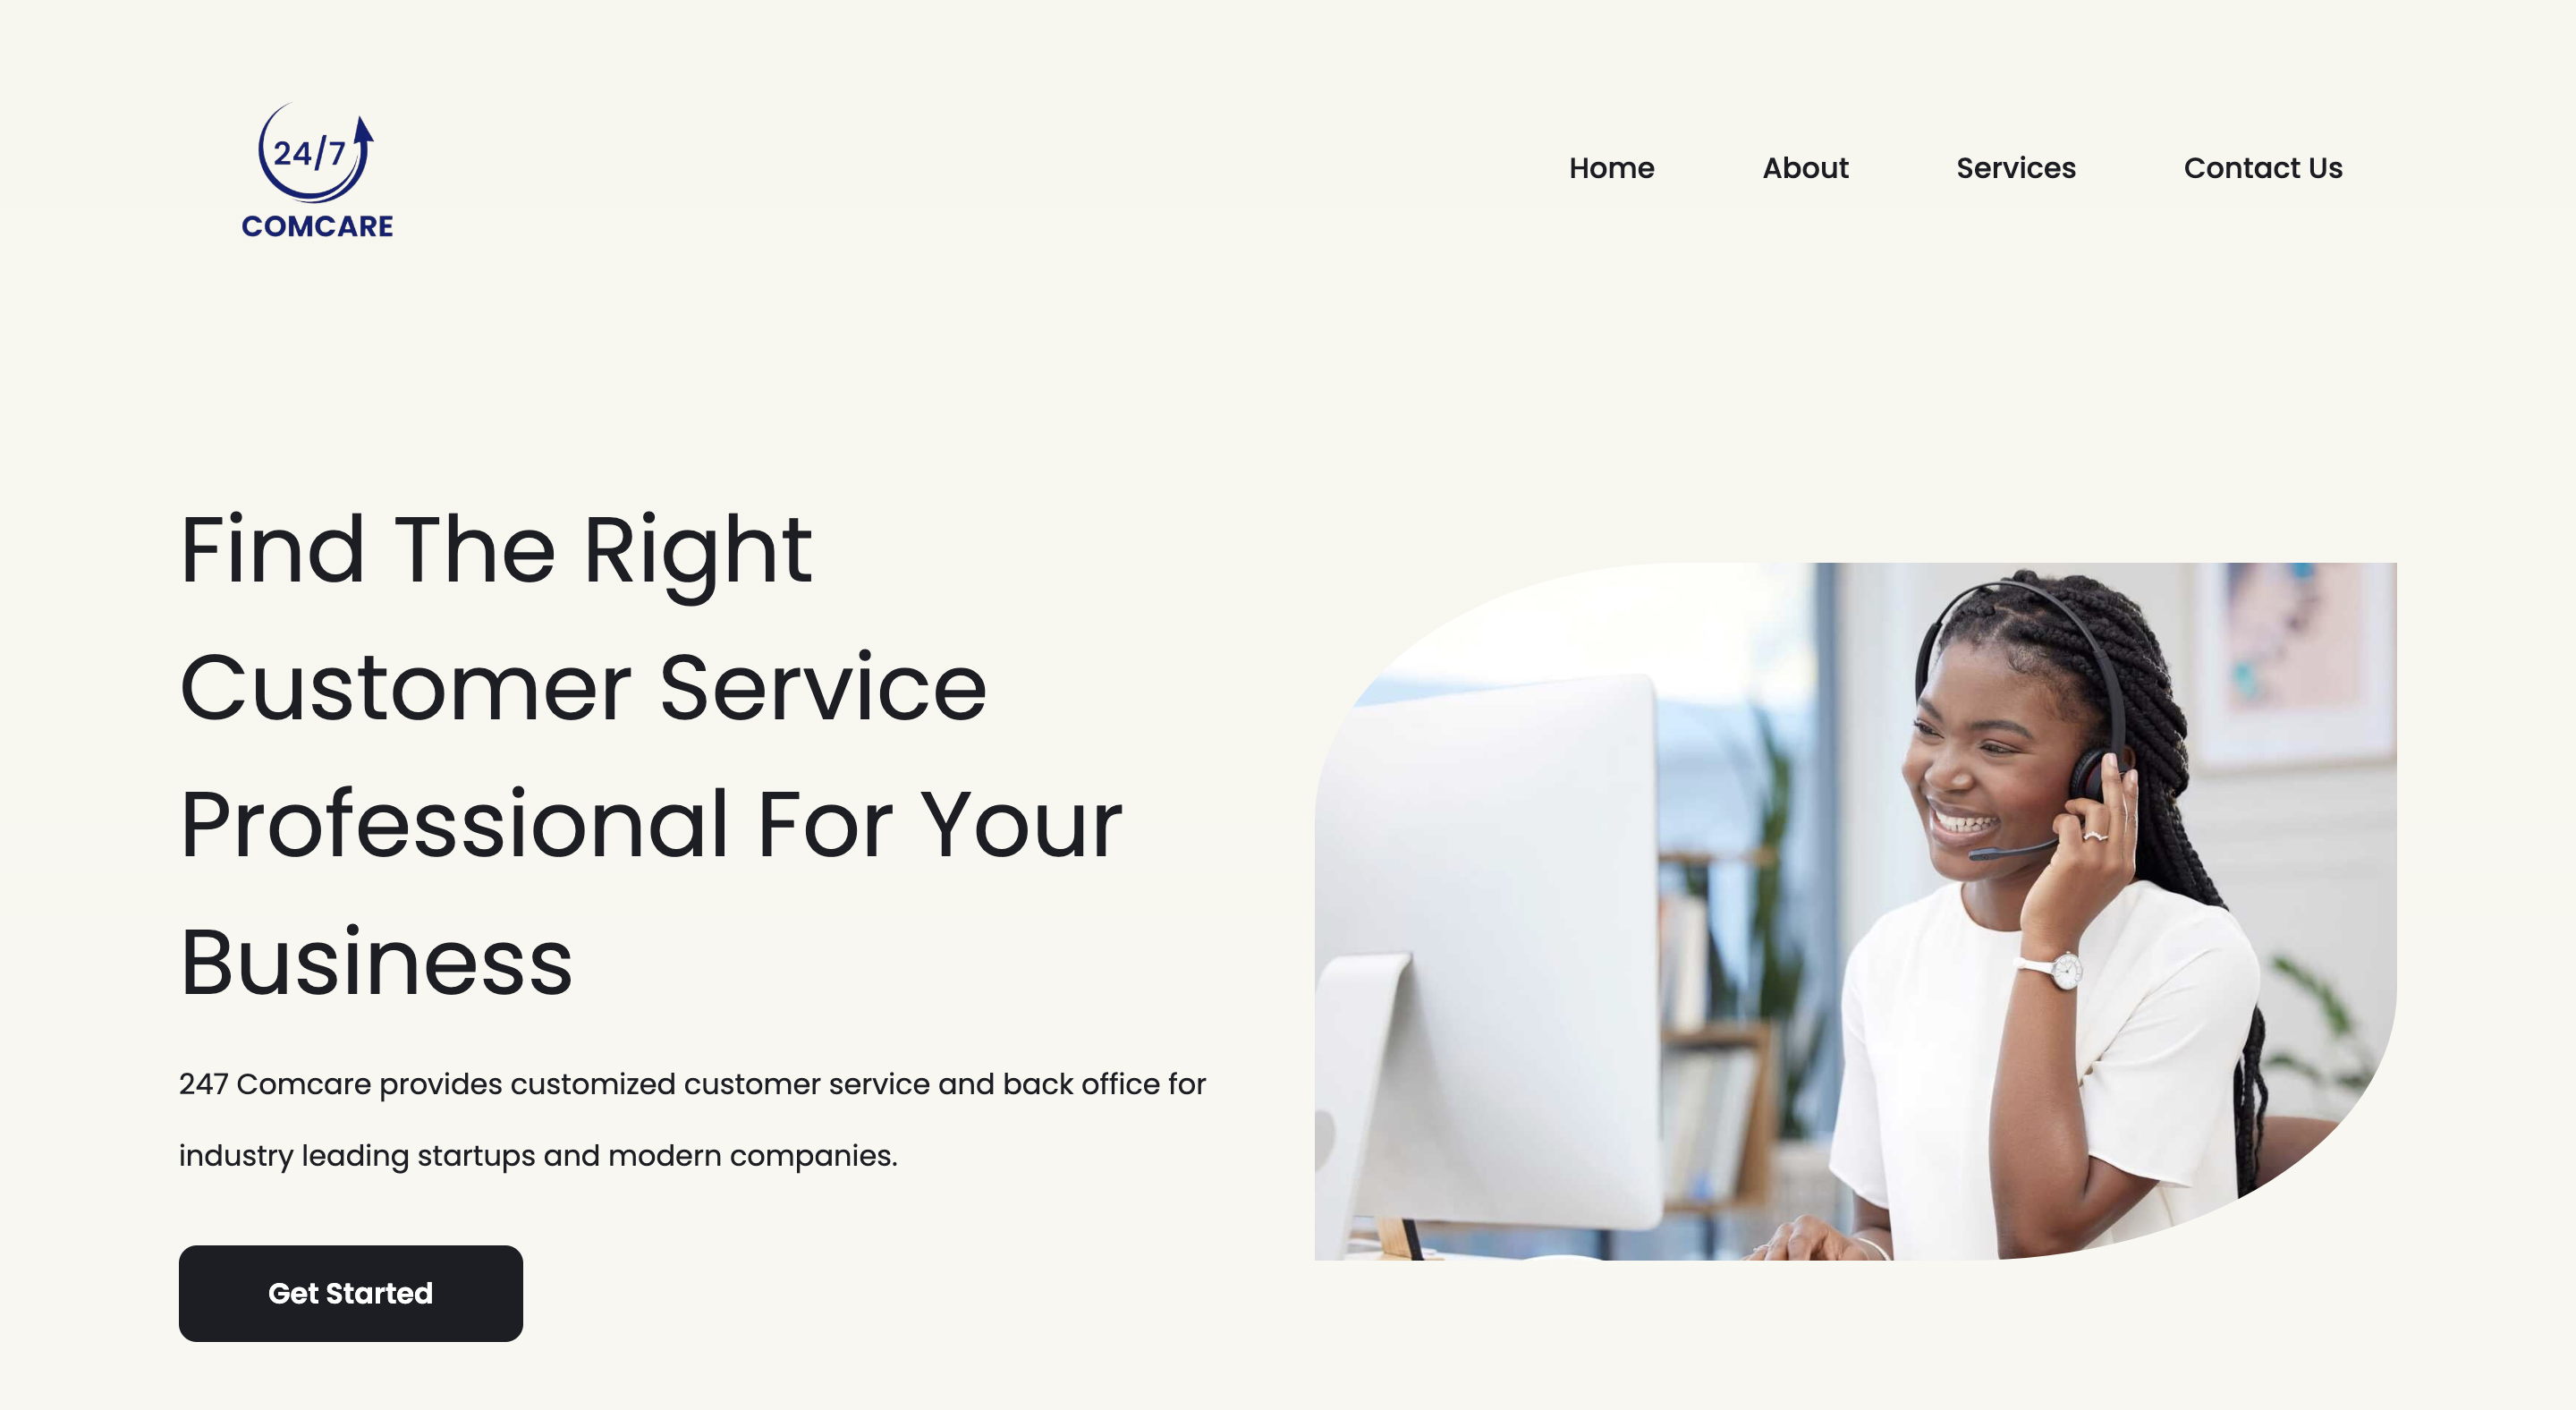 24/7
COMCARE
Home
About
Services
Contact Us
Find The Right
Customer Service
Professional For Your
Business
247 Comcare provides customized customer service and back office for
industry leading startups and modern companies.
Get Started